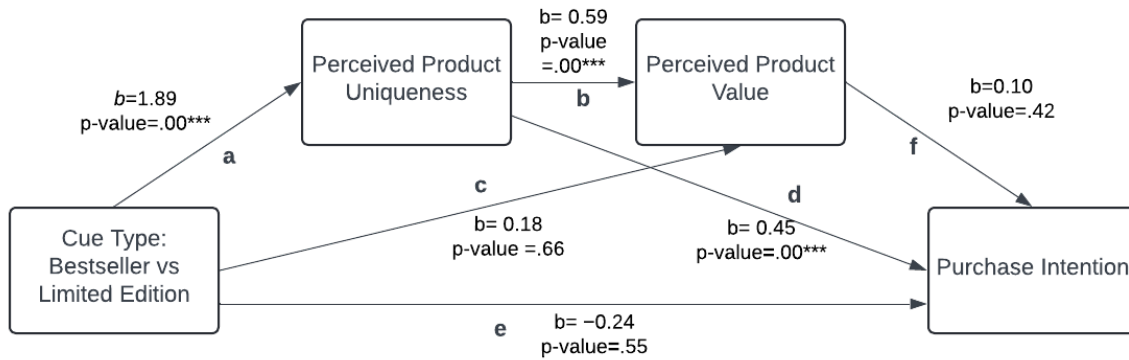 b= 0.59
p-value
=.00***
b
Perceived Product
Uniqueness
Perceived Product
Value
b=1.89
p-value=.00***
a
b=0.10
p-value=.42
f
c
b= 0.18
p-value =.66
d
b= 0.45
p-value=.00***
Cue Type:
Bestseller vs
Limited Edition
Purchase Intention
e
b= −0.24
p-value=.55